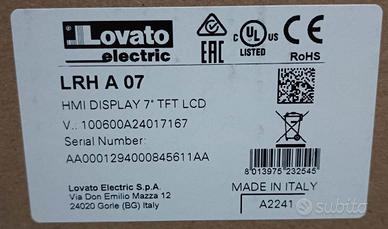 Lovato
electric
EAC
C UL US
LISTED
CE
RoHS
LRH A 07
HMI DISPLAY 7" TFT LCD
V.: 100600A24017167
Serial Number:
AA0001294000845611AA
8 013975 232545
Lovato Electric S.p.A.
Via Don Emilio Mazza 12
24020 Gorle (BG) Italy
MADE IN ITALY
A2241
subito